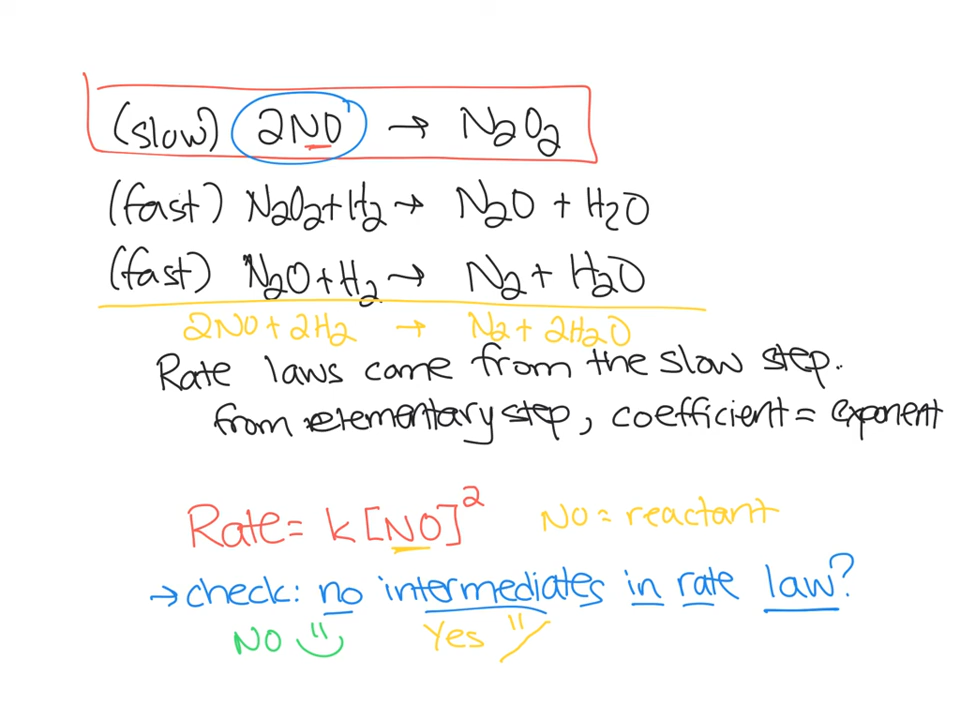 (slow) 2NO → N2O2
(fast) N2O2+H2 → N2O + H2O
(fast) N2O+H2 → N2 + H2O
2NO+2H2 → N2+2H2O
Rate laws come from the slow step.
from elementary step, coefficient = exponent
Rate = k[NO]² NO = reactant
→ check: no intermediates in rate law?
NO Yes